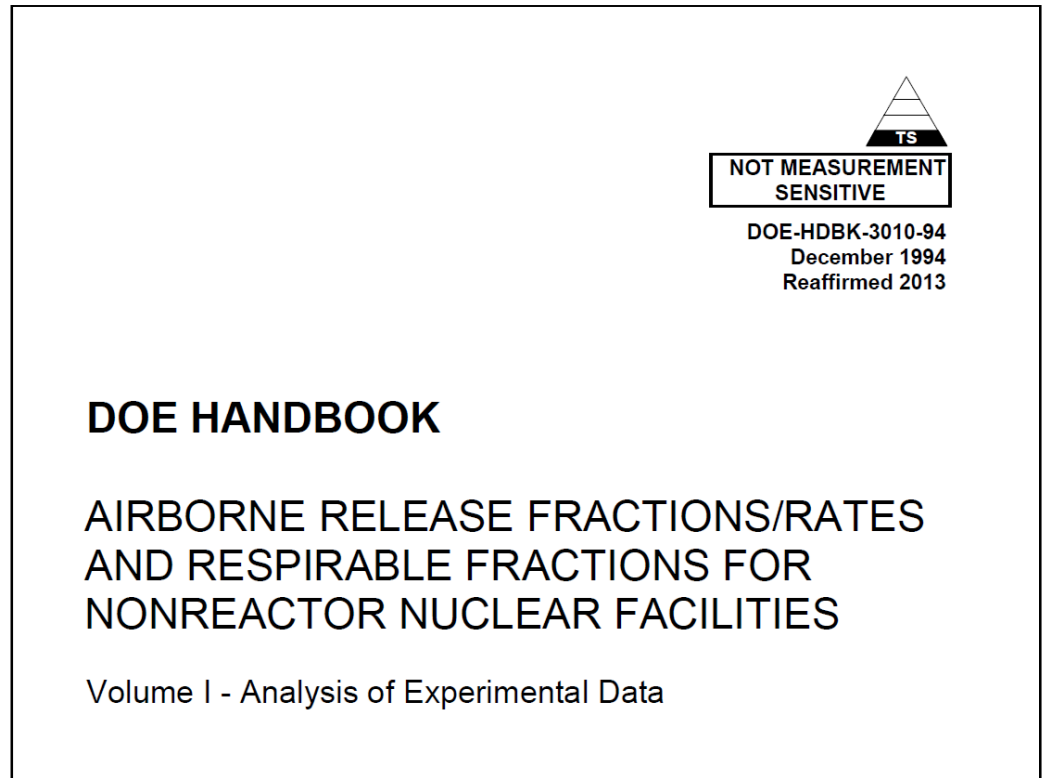 TS
NOT MEASUREMENT
SENSITIVE
DOE-HDBK-3010-94
December 1994
Reaffirmed 2013
DOE HANDBOOK
AIRBORNE RELEASE FRACTIONS/RATES
AND RESPIRABLE FRACTIONS FOR
NONREACTOR NUCLEAR FACILITIES
Volume I - Analysis of Experimental Data